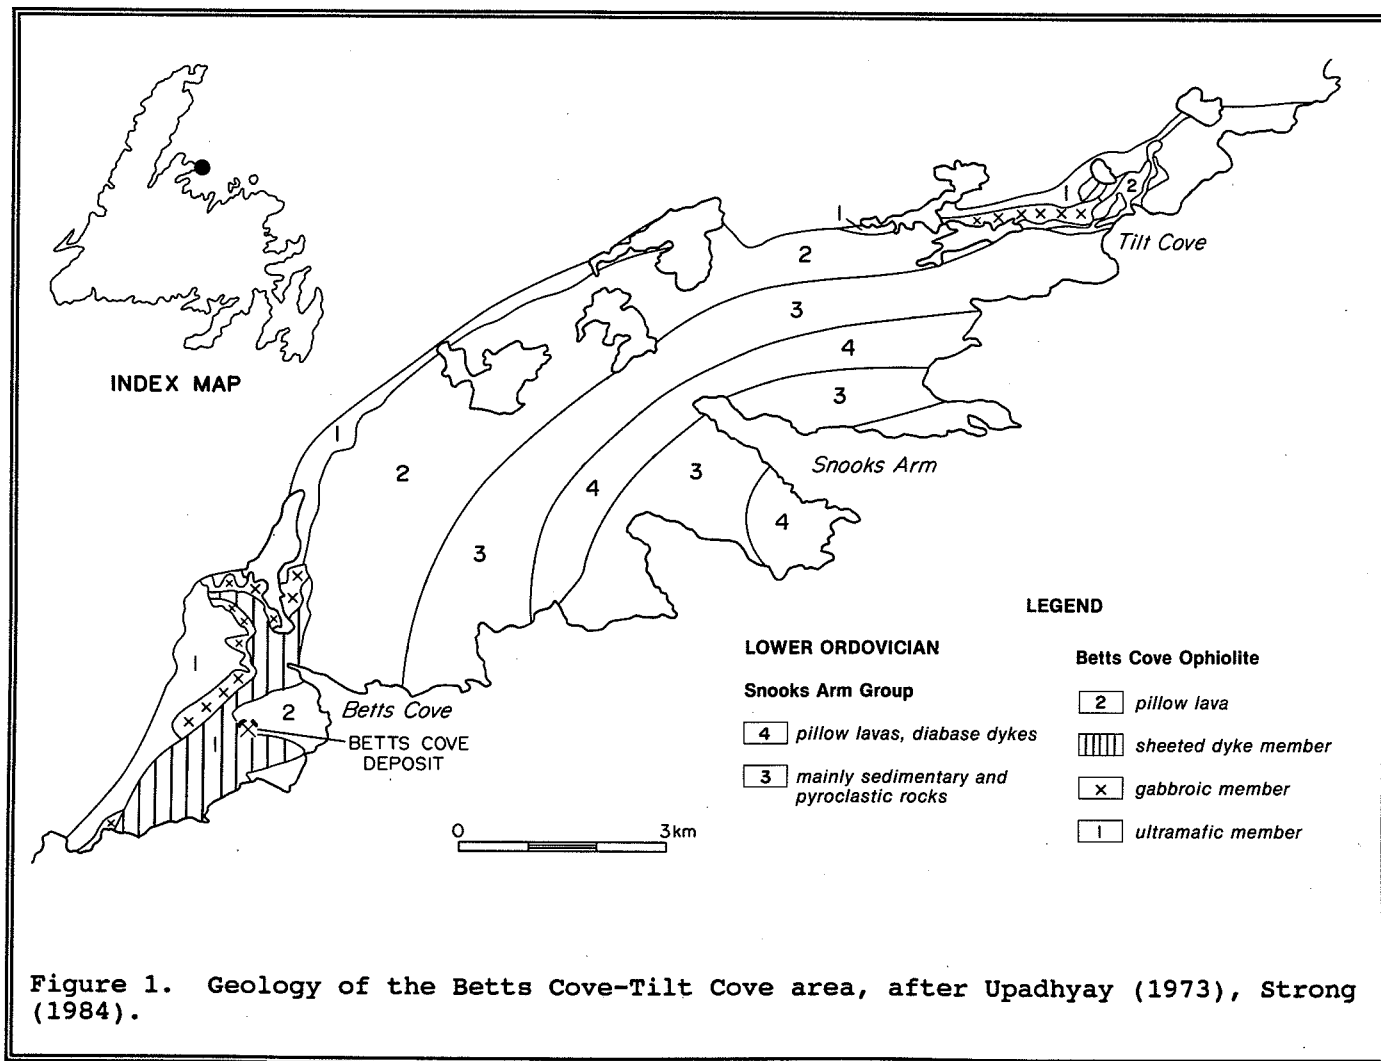 INDEX MAP
1
2
1
2
Tilt Cove
3
4
3
1
2
Snooks Arm
3
4
4
3
1
2
Betts Cove
1
BETTS COVE
DEPOSIT
LEGEND
LOWER ORDOVICIAN
Snooks Arm Group
4 pillow lavas, diabase dykes
3 mainly sedimentary and
pyroclastic rocks
Betts Cove Ophiolite
2 pillow lava
sheeted dyke member
x gabbroic member
1 ultramafic member
0 3km
Figure 1. Geology of the Betts Cove-Tilt Cove area, after Upadhyay (1973), Strong
(1984).